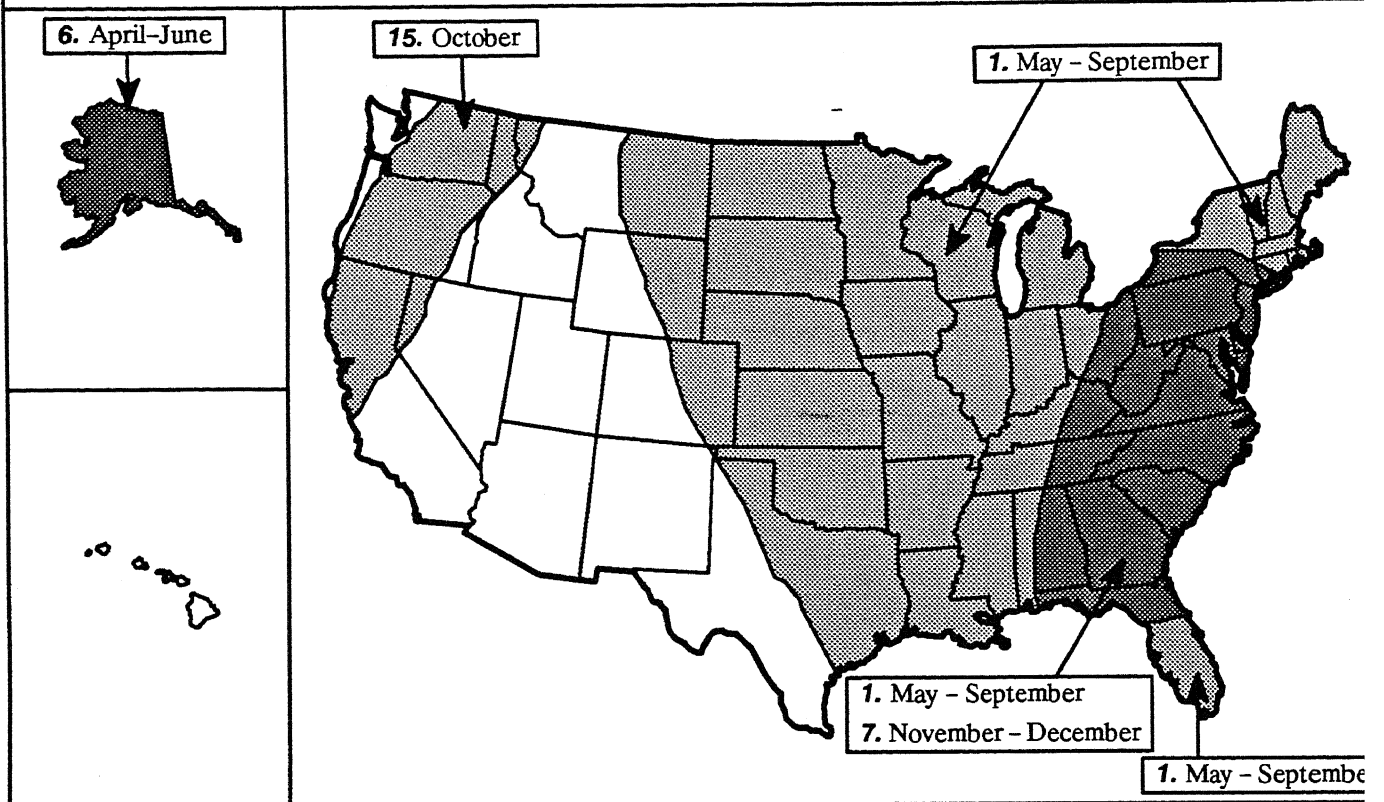 6. April–June
15. October
1. May – September
1. May – September
7. November – December
1. May – Septembe